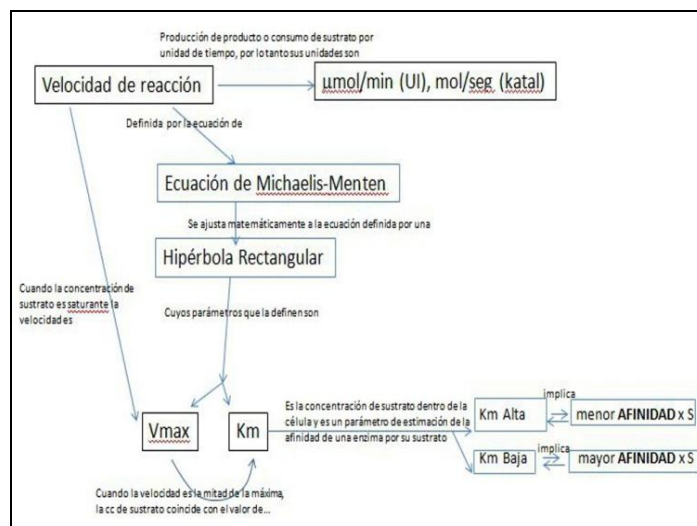 Producción de producto o consumo de sustrato por
unidad de tiempo, por lo tanto sus unidades son
Velocidad de reacción
µmol/min (UI), mol/seg (katal)
Definida por la ecuación de
Ecuación de Michaelis-Menten
Se ajusta matemáticamente a la ecuación definida por una
Hipérbola Rectangular
Cuando la concentración de
sustrato es saturante la
velocidad es
Cuyos parámetros que la definen son
Vmax
Km
Es la concentración de sustrato dentro de la
célula y es un parámetro de estimación de la
afinidad de una enzima por su sustrato
Km Alta
implica
menor AFINIDAD x S
Km Baja
implica
mayor AFINIDAD x S
Cuando la velocidad es la mitad de la máxima,
la cc de sustrato coincide con el valor de...